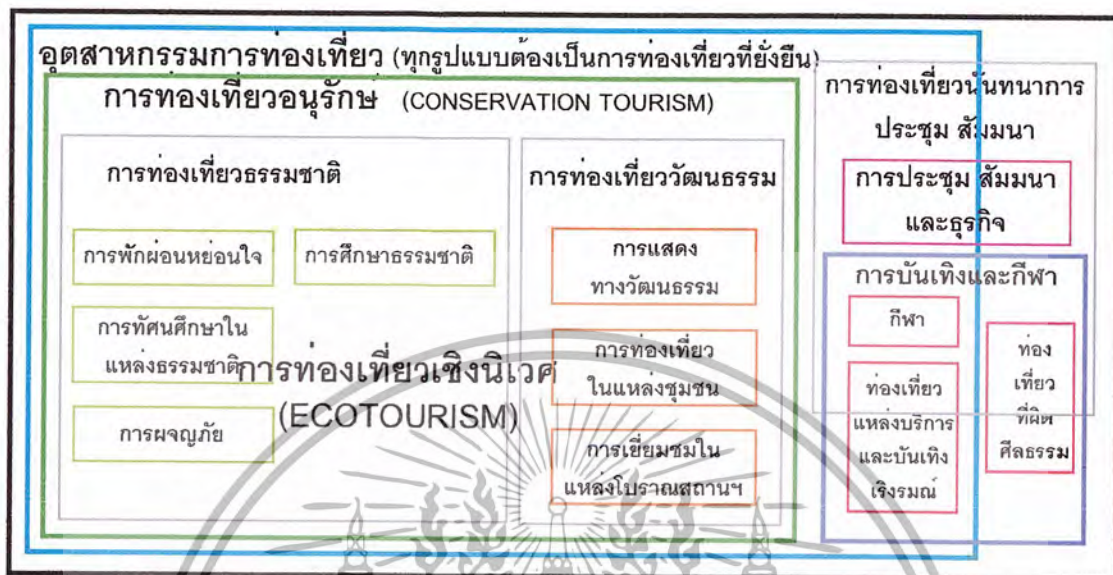 อุตสาหกรรมการท่องเที่ยว (ทุกรูปแบบต้องเป็นการท่องเที่ยวที่ยั่งยืน)
การท่องเที่ยวอนุรักษ์ (CONSERVATION TOURISM)
การท่องเที่ยวธรรมชาติ
การพักผ่อนหย่อนใจ
การศึกษาธรรมชาติ
การทัศนศึกษาใน
แหล่งธรรมชาติ
การผจญภัย
การท่องเที่ยวเชิงนิเวศ
(ECOTOURISM)
การท่องเที่ยววัฒนธรรม
การแสดง
ทางวัฒนธรรม
การท่องเที่ยว
ในแหล่งชุมชน
การเยี่ยมชมใน
แหล่งโบราณสถานฯ
การท่องเที่ยวนันทนาการ
ประชุม สัมมนา
การประชุม สัมมนา
และธุรกิจ
การบันเทิงและกีฬา
กีฬา
ท่องเที่ยว
แหล่งบริการ
และบันเทิง
เริงรมณ์
ท่อง
เที่ยว
ที่ผิด
ศีลธรรม